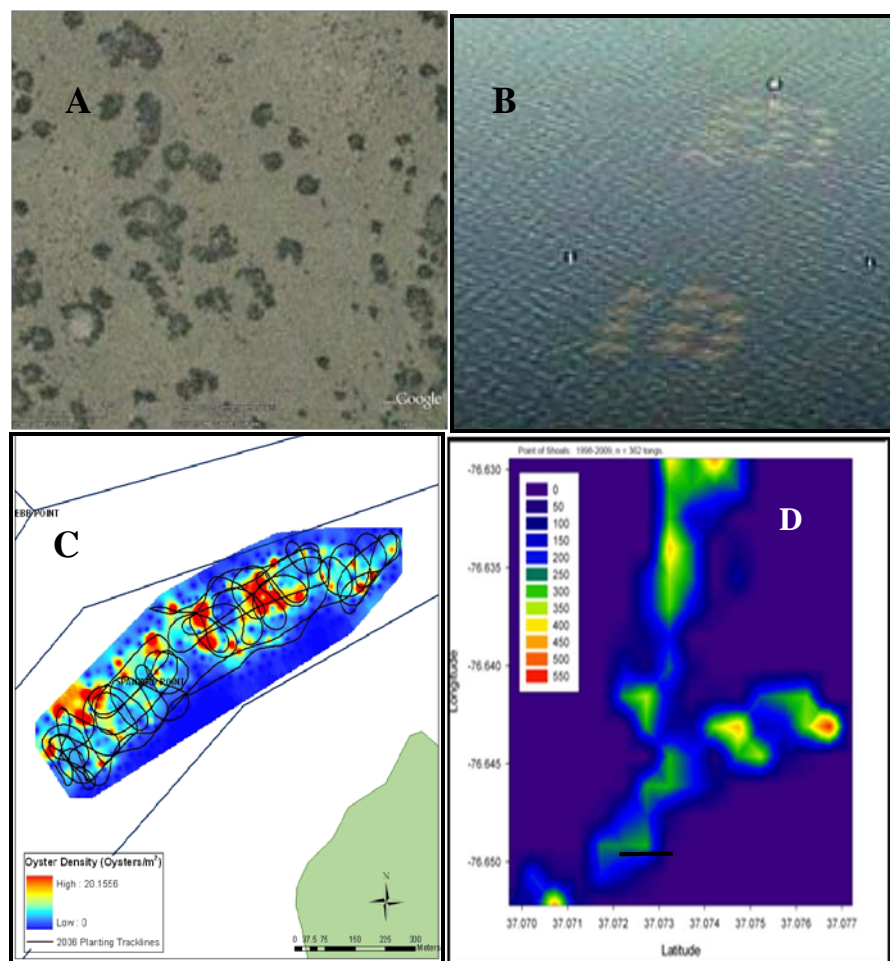 A
Google
B
C
EBB POINT
Oyster Density (Oysters/m²)
High : 20.1556
Low : 0
2006 Planting Tracklines
N
0 37.5 75 150 225 300
Meters
D
Point of Shoals: 1998-2009, n = 362 tongs
-76.630
-76.635
-76.640
-76.645
-76.650
Longitude
0
50
100
150
200
250
300
350
400
450
500
550
37.070 37.071 37.072 37.073 37.074 37.075 37.076 37.077
Latitude